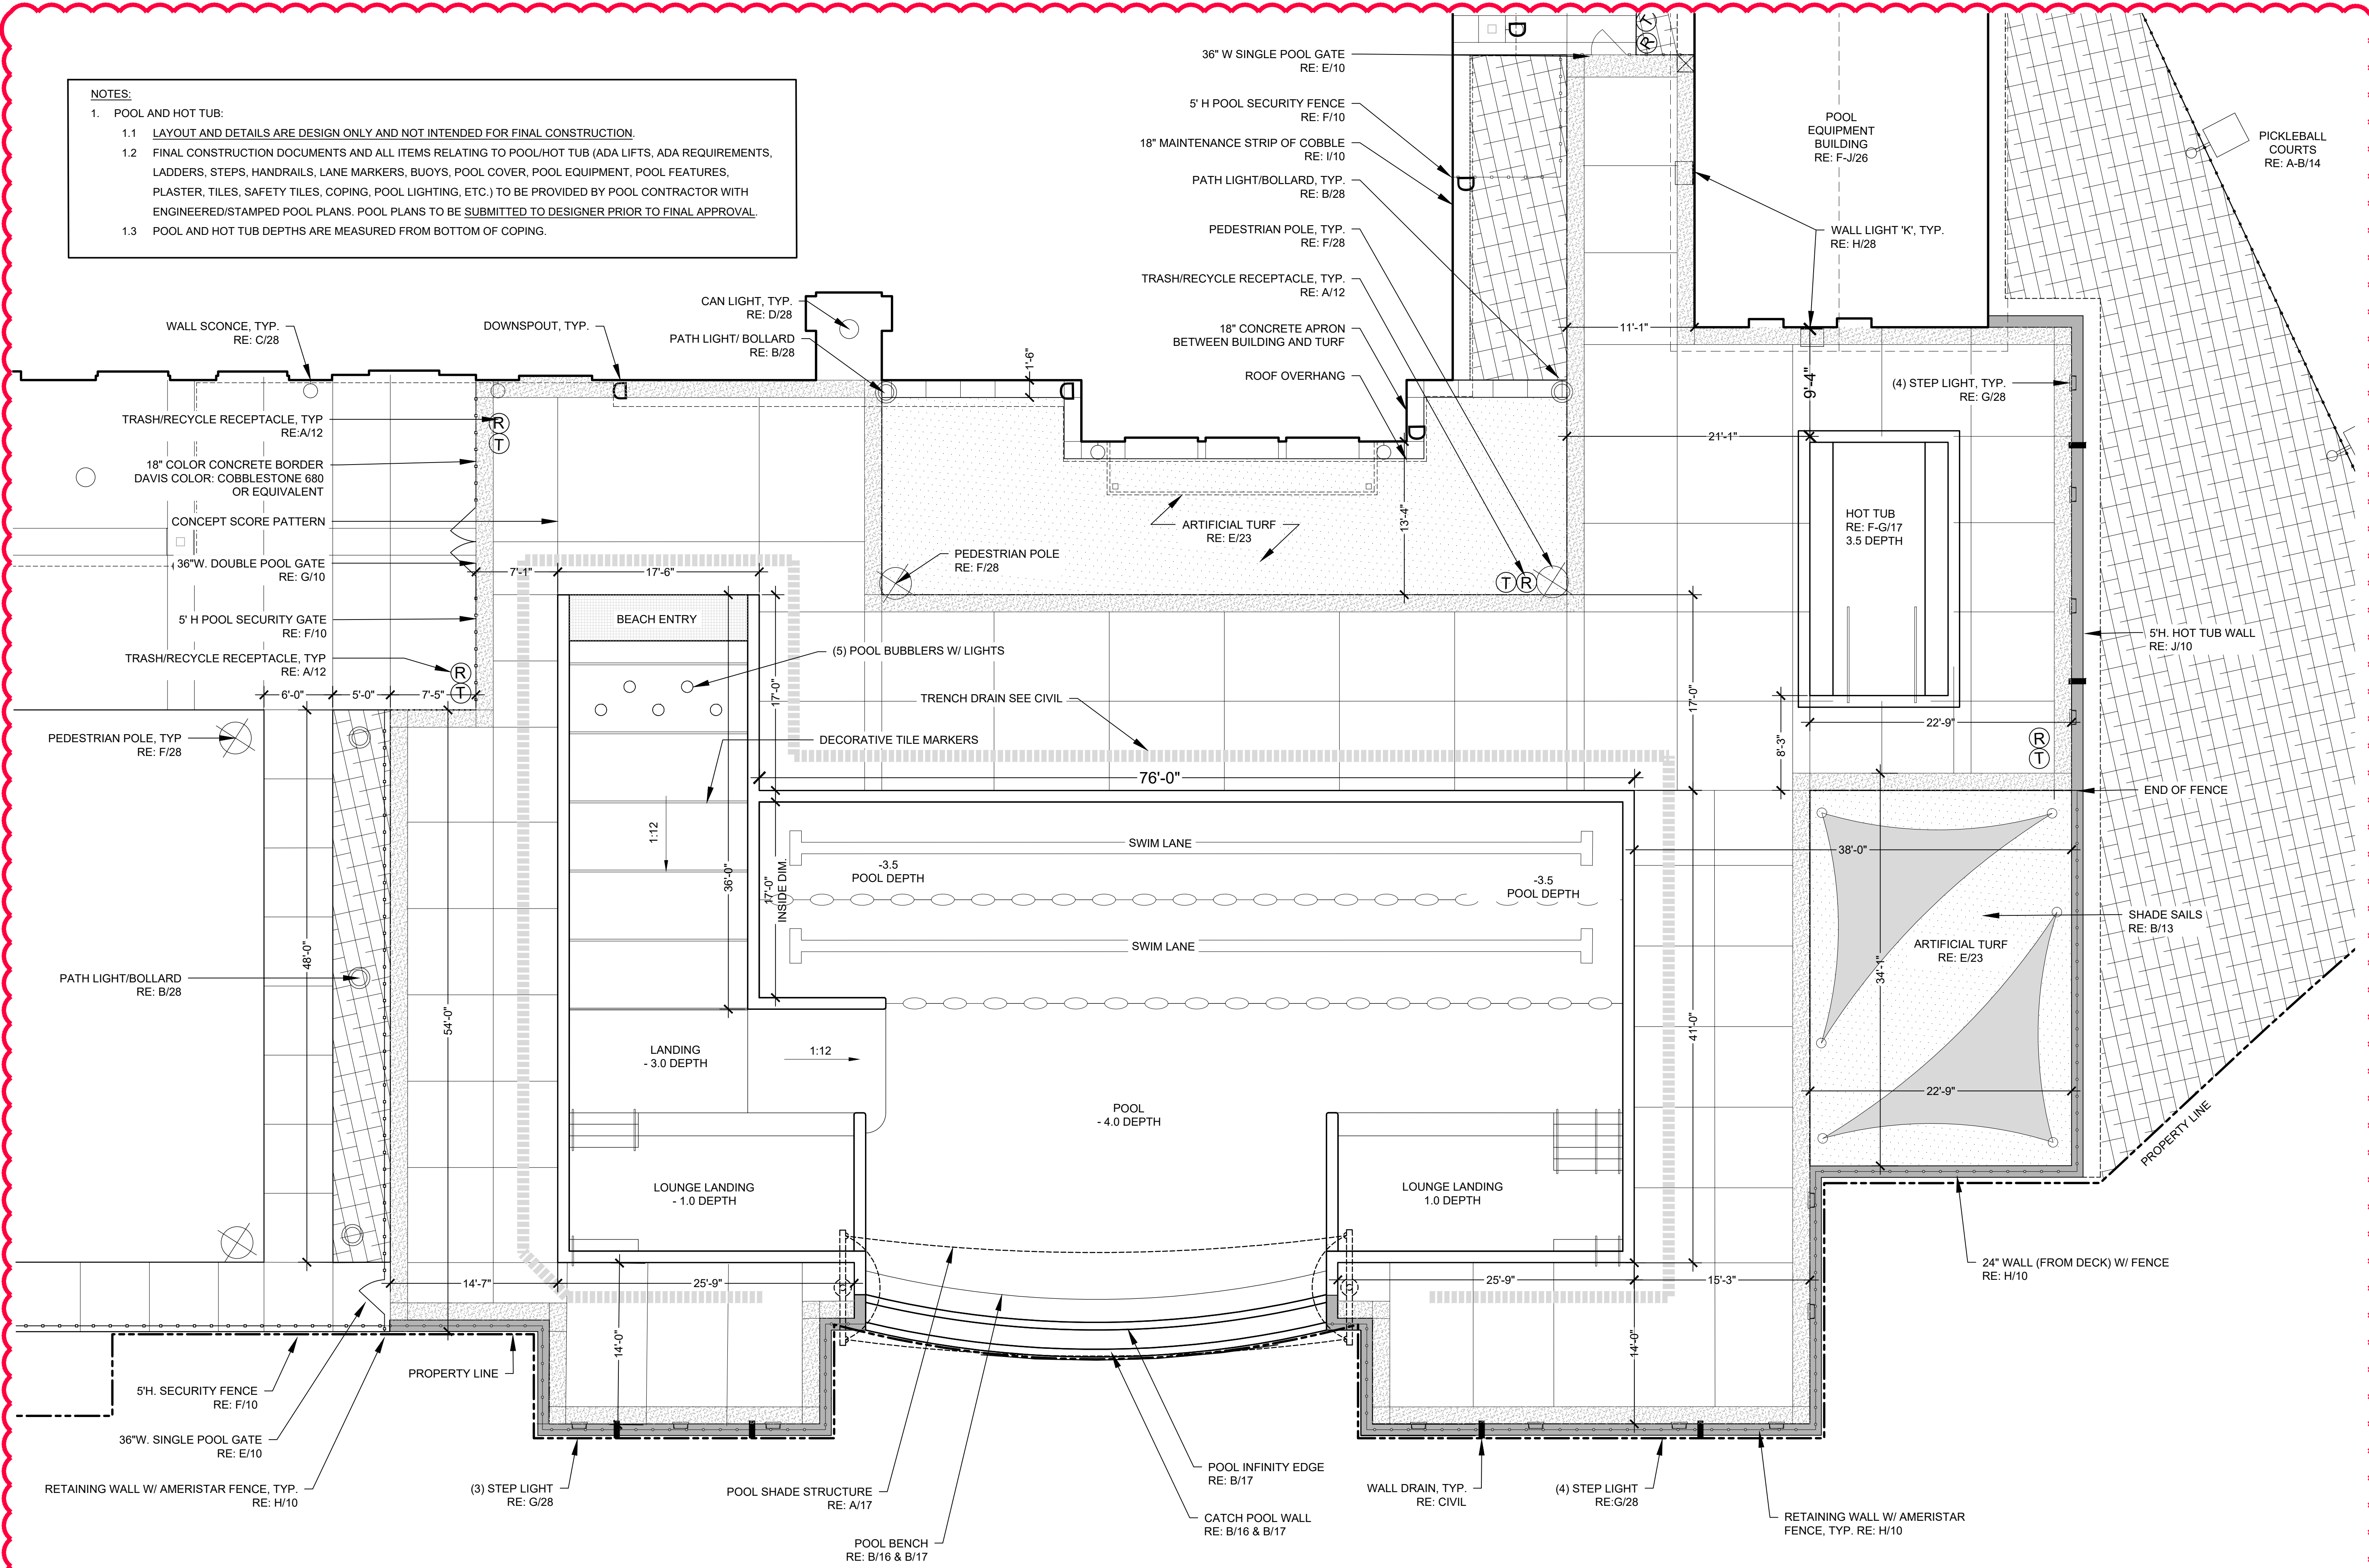 NOTES:
1. POOL AND HOT TUB:
1.1 LAYOUT AND DETAILS ARE DESIGN ONLY AND NOT INTENDED FOR FINAL CONSTRUCTION.
1.2 FINAL CONSTRUCTION DOCUMENTS AND ALL ITEMS RELATING TO POOL/HOT TUB (ADA LIFTS, ADA REQUIREMENTS,
LADDERS, STEPS, HANDRAILS, LANE MARKERS, BUOYS, POOL COVER, POOL EQUIPMENT, POOL FEATURES,
PLASTER, TILES, SAFETY TILES, COPING, POOL LIGHTING, ETC.) TO BE PROVIDED BY POOL CONTRACTOR WITH
ENGINEERED/STAMPED POOL PLANS. POOL PLANS TO BE SUBMITTED TO DESIGNER PRIOR TO FINAL APPROVAL.
1.3 POOL AND HOT TUB DEPTHS ARE MEASURED FROM BOTTOM OF COPING.
36" W SINGLE POOL GATE
RE: E/10
5' H POOL SECURITY FENCE
RE: F/10
18" MAINTENANCE STRIP OF COBBLE
RE: I/10
PATH LIGHT/BOLLARD, TYP.
RE: B/28
PEDESTRIAN POLE, TYP.
RE: F/28
TRASH/RECYCLE RECEPTACLE, TYP.
RE: A/12
18" CONCRETE APRON
BETWEEN BUILDING AND TURF
ROOF OVERHANG
D
D
R
T
POOL
EQUIPMENT
BUILDING
RE: F-J/26
PICKLEBALL
COURTS
RE: A-B/14
WALL LIGHT 'K', TYP.
RE: H/28
WALL SCONCE, TYP.
RE: C/28
DOWNSPOUT, TYP.
CAN LIGHT, TYP.
RE: D/28
PATH LIGHT/ BOLLARD
RE: B/28
1'-6"
11'-1"
9'-4"
(4) STEP LIGHT, TYP.
RE: G/28
TRASH/RECYCLE RECEPTACLE, TYP
RE:A/12
R
T
D
D
D
18" COLOR CONCRETE BORDER
DAVIS COLOR: COBBLESTONE 680
OR EQUIVALENT
CONCEPT SCORE PATTERN
36"W. DOUBLE POOL GATE
RE: G/10
5' H POOL SECURITY GATE
RE: F/10
TRASH/RECYCLE RECEPTACLE, TYP
RE: A/12
R
T
7'-1"
17'-6"
PEDESTRIAN POLE
RE: F/28
ARTIFICIAL TURF
RE: E/23
13'-4"
T R
21'-1"
HOT TUB
RE: F-G/17
3.5 DEPTH
5'H. HOT TUB WALL
RE: J/10
BEACH ENTRY
(5) POOL BUBBLERS W/ LIGHTS
TRENCH DRAIN SEE CIVIL
DECORATIVE TILE MARKERS
6'-0"
5'-0"
7'-5"
17'-0"
17'-0"
8'-3"
22'-9"
R
T
PEDESTRIAN POLE, TYP
RE: F/28
76'-0"
END OF FENCE
1:12
36'-0"
17'-0"
INSIDE DIM.
SWIM LANE
-3.5
POOL DEPTH
-3.5
POOL DEPTH
SWIM LANE
38'-0"
SHADE SAILS
RE: B/13
ARTIFICIAL TURF
RE: E/23
34'-1"
48'-0"
PATH LIGHT/BOLLARD
RE: B/28
54'-0"
41'-0"
LANDING
- 3.0 DEPTH
1:12
POOL
- 4.0 DEPTH
22'-9"
PROPERTY LINE
LOUNGE LANDING
- 1.0 DEPTH
LOUNGE LANDING
1.0 DEPTH
14'-7"
25'-9"
25'-9"
15'-3"
14'-0"
14'-0"
24" WALL (FROM DECK) W/ FENCE
RE: H/10
PROPERTY LINE
5'H. SECURITY FENCE
RE: F/10
36"W. SINGLE POOL GATE
RE: E/10
RETAINING WALL W/ AMERISTAR FENCE, TYP.
RE: H/10
(3) STEP LIGHT
RE: G/28
POOL SHADE STRUCTURE
RE: A/17
POOL BENCH
RE: B/16 & B/17
POOL INFINITY EDGE
RE: B/17
CATCH POOL WALL
RE: B/16 & B/17
WALL DRAIN, TYP.
RE: CIVIL
(4) STEP LIGHT
RE:G/28
RETAINING WALL W/ AMERISTAR
FENCE, TYP. RE: H/10